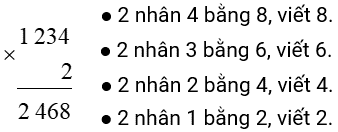 1 234
×
2
2 468
● 2 nhân 4 bằng 8, viết 8.
● 2 nhân 3 bằng 6, viết 6.
● 2 nhân 2 bằng 4, viết 4.
● 2 nhân 1 bằng 2, viết 2.